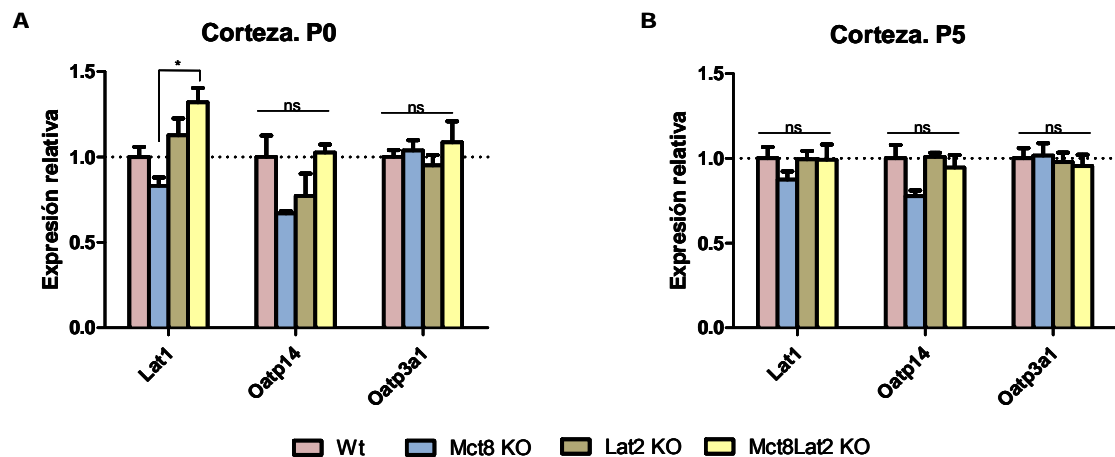 A
Corteza. P0
Expresión relativa
1.5
1.0
0.5
0.0
*
ns
ns
Lat1
Oatp14
Oatp3a1
B
Corteza. P5
Expresión relativa
1.5
1.0
0.5
0.0
ns
ns
ns
Lat1
Oatp14
Oatp3a1
Wt
Mct8 KO
Lat2 KO
Mct8Lat2 KO